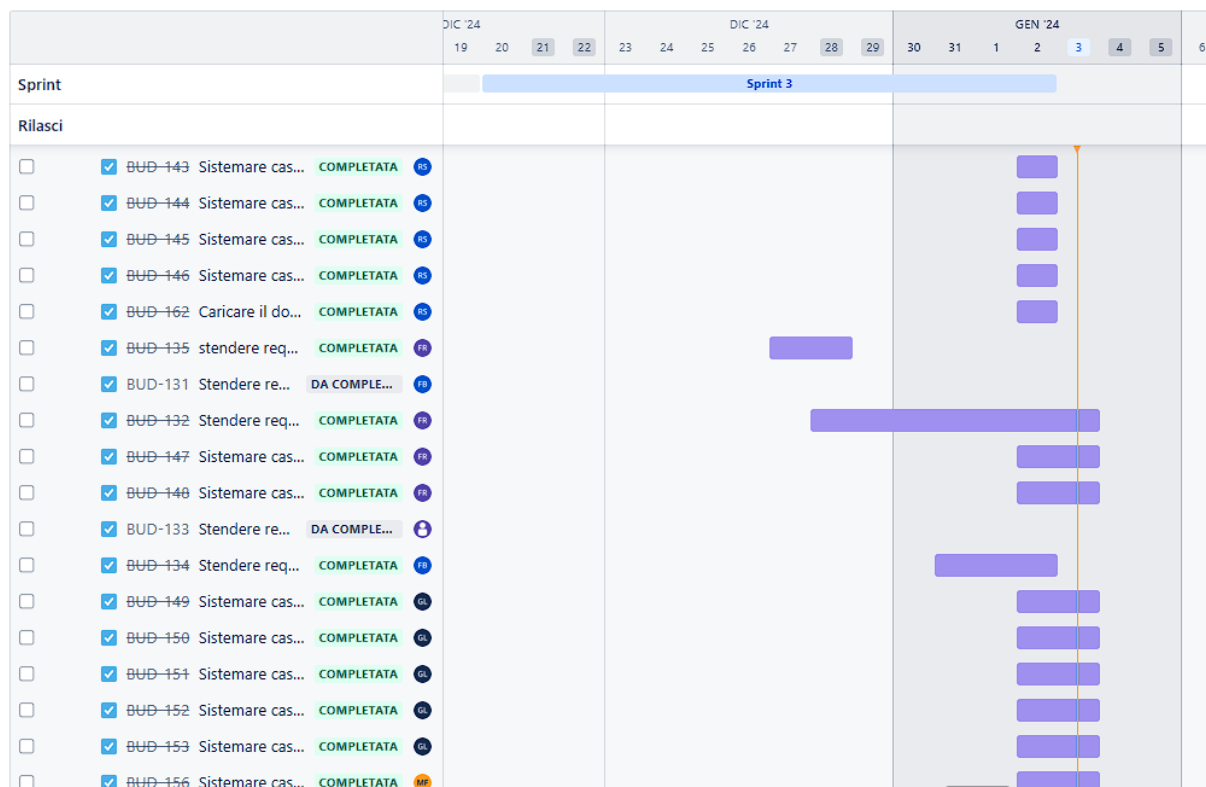 DIC '24 DIC '24 GEN '24
19 20 21 22 23 24 25 26 27 28 29 30 31 1 2 3 4 5 6
Sprint Sprint 3
Rilasci
BUD-143 Sistemare cas... COMPLETATA RS
BUD-144 Sistemare cas... COMPLETATA RS
BUD-145 Sistemare cas... COMPLETATA RS
BUD-146 Sistemare cas... COMPLETATA RS
BUD-162 Caricare il do... COMPLETATA RS
BUD-135 stendere req... COMPLETATA FR
BUD-131 Stendere re... DA COMPLE... FB
BUD-132 Stendere req... COMPLETATA FR
BUD-147 Sistemare cas... COMPLETATA FR
BUD-148 Sistemare cas... COMPLETATA FR
BUD-133 Stendere re... DA COMPLE...
BUD-134 Stendere req... COMPLETATA FB
BUD-149 Sistemare cas... COMPLETATA GL
BUD-150 Sistemare cas... COMPLETATA GL
BUD-151 Sistemare cas... COMPLETATA GL
BUD-152 Sistemare cas... COMPLETATA GL
BUD-153 Sistemare cas... COMPLETATA GL
BUD-156 Sistemare cas... COMPLETATA MF